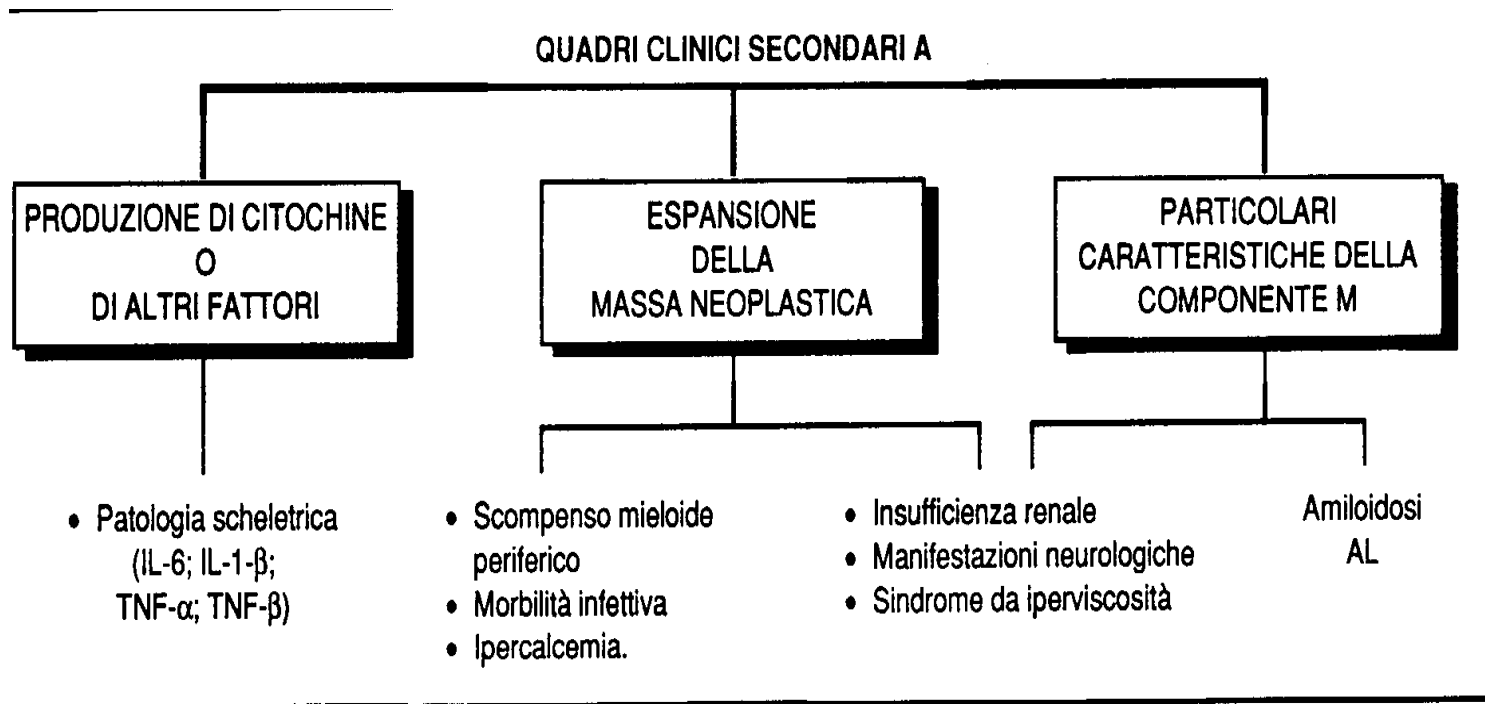 QUADRI CLINICI SECONDARI A
PRODUZIONE DI CITOCHINE
O
DI ALTRI FATTORI
ESPANSIONE
DELLA
MASSA NEOPLASTICA
PARTICOLARI
CARATTERISTICHE DELLA
COMPONENTE M
• Patologia scheletrica
(IL-6; IL-1-β;
TNF-α; TNF-β)
• Scompenso mieloide
periferico
• Morbilità infettiva
• Ipercalcemia.
• Insufficienza renale
• Manifestazioni neurologiche
• Sindrome da iperviscosità
Amiloidosi
AL